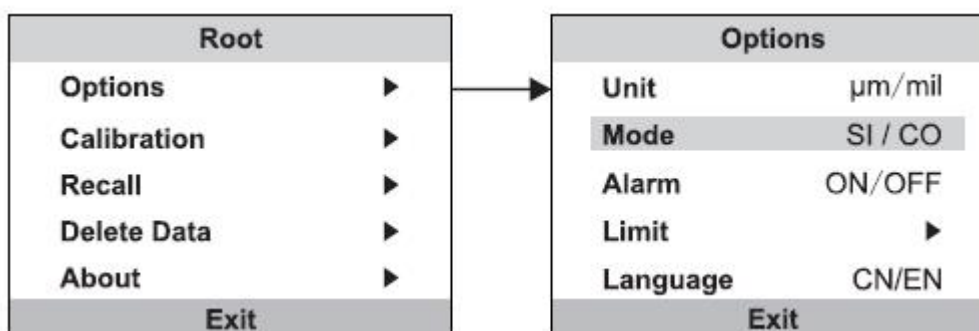 Root
Options ▶
Calibration ▶
Recall ▶
Delete Data ▶
About ▶
Exit
Options
Unit μm/mil
Mode SI / CO
Alarm ON/OFF
Limit ▶
Language CN/EN
Exit